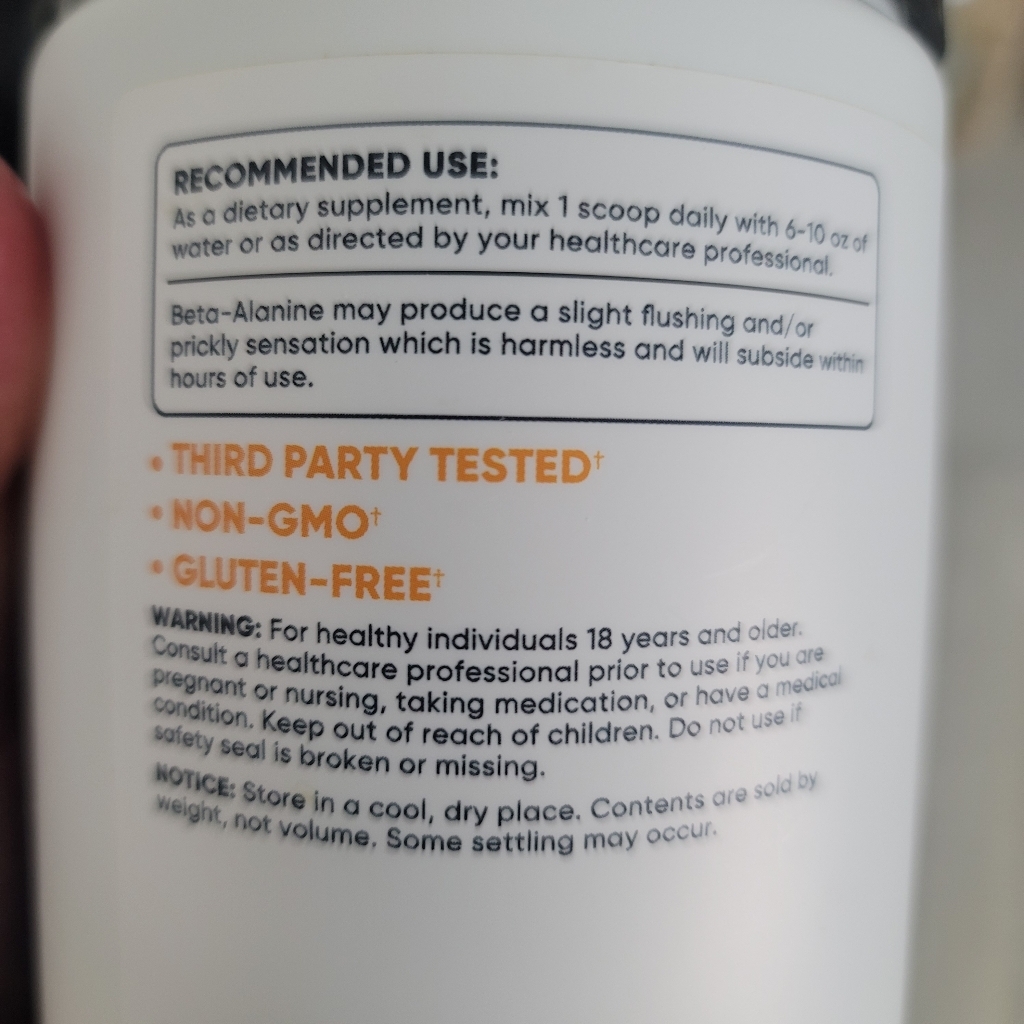 RECOMMENDED USE:
As a dietary supplement, mix 1 scoop daily with 6-10 oz of
water or as directed by your healthcare professional.
Beta-Alanine may produce a slight flushing and/or
prickly sensation which is harmless and will subside within
hours of use.
• THIRD PARTY TESTED†
• NON-GMO†
• GLUTEN-FREE†
WARNING: For healthy individuals 18 years and older.
Consult a healthcare professional prior to use if you are
pregnant or nursing, taking medication, or have a medical
condition. Keep out of reach of children. Do not use if
safety seal is broken or missing.
NOTICE: Store in a cool, dry place. Contents are sold by
weight, not volume. Some settling may occur.